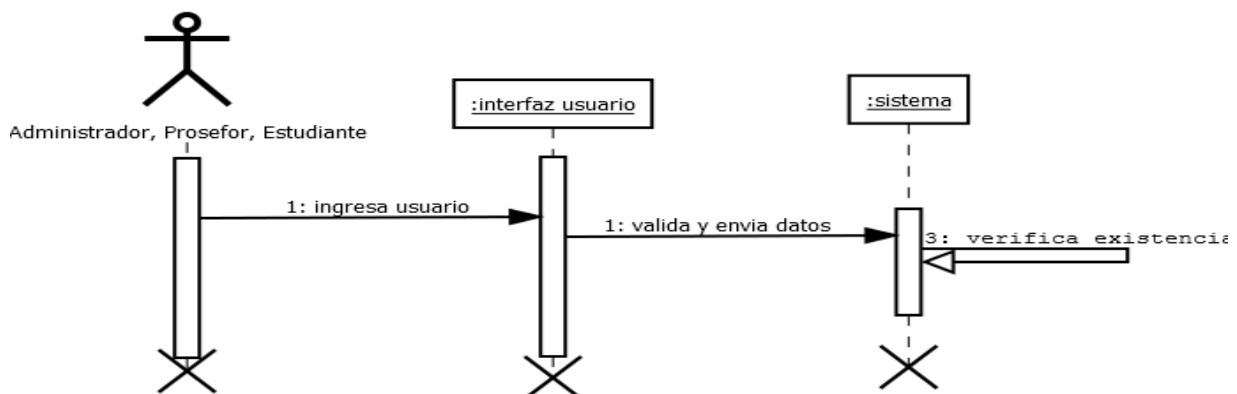 :interfaz usuario
:sistema
Administrador, Prosefor, Estudiante
1: ingresa usuario
1: valida y envia datos
3: verifica existencia